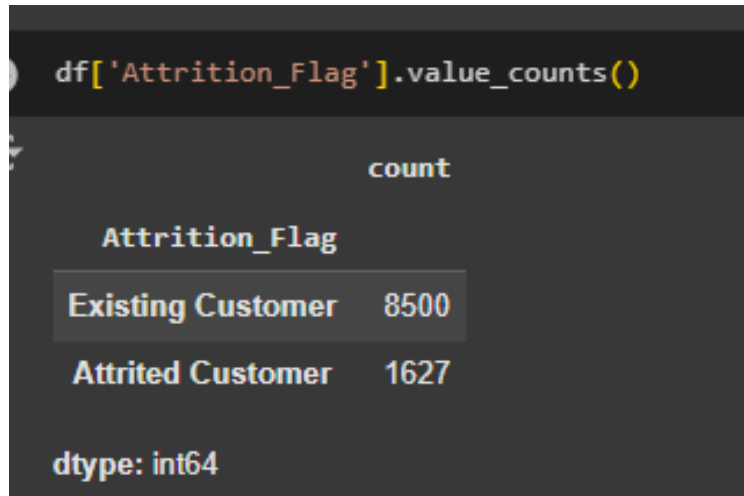 df['Attrition_Flag'].value_counts()
count
Attrition_Flag
Existing Customer 8500
Attrited Customer 1627
dtype: int64